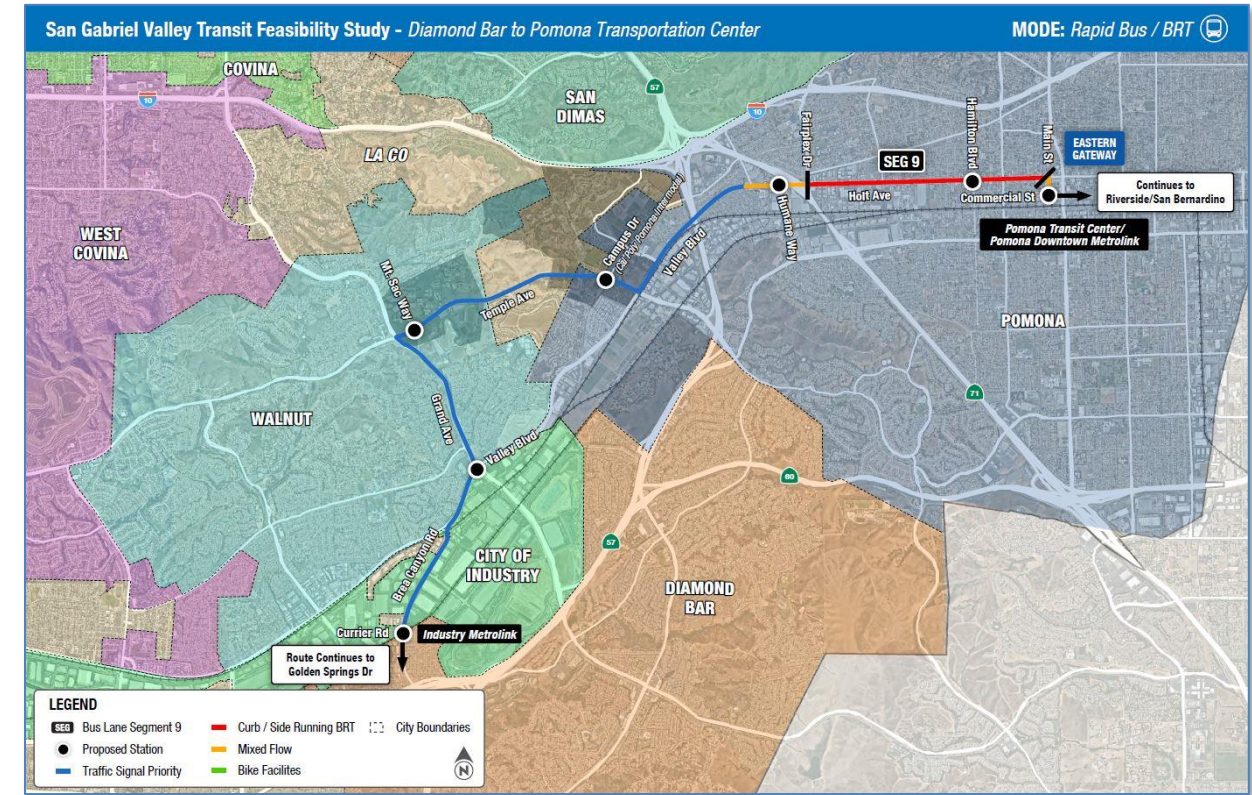 San Gabriel Valley Transit Feasibility Study - Diamond Bar to Pomona Transportation Center
MODE: Rapid Bus / BRT
COVINA
57
10
SAN
DIMAS
10
LA CO
Fairplex Dr
SEG 9
Hamilton Blvd
Main St
EASTERN
GATEWAY
Holt Ave
Commercial St
Continues to
Riverside/San Bernardino
Humane Way
Pomona Transit Center/
Pomona Downtown Metrolink
WEST
COVINA
Campus Dr
(Cal Poly Pomona Intermodal)
Valley Blvd
Mt. Sac Way
Temple Ave
POMONA
WALNUT
Grand Ave
71
Valley Blvd
60
57
Brea Canyon Rd
CITY OF
INDUSTRY
DIAMOND
BAR
Currier Rd
Industry Metrolink
Route Continues to
Golden Springs Dr
LEGEND
SEG Bus Lane Segment 9
Proposed Station
Traffic Signal Priority
Curb / Side Running BRT
Mixed Flow
Bike Facilites
City Boundaries
N